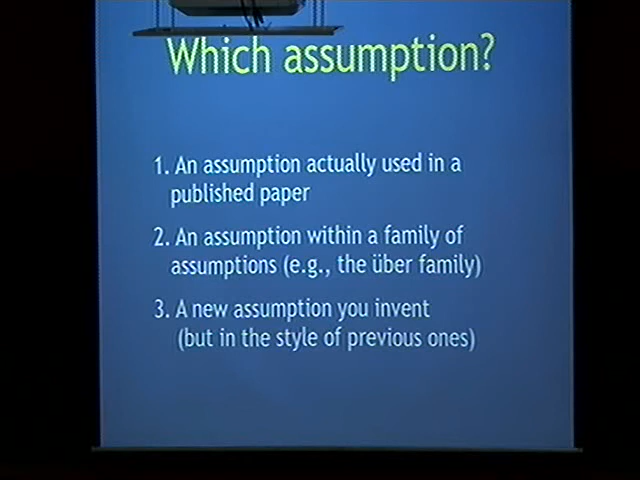 Which assumption?
1. An assumption actually used in a
published paper
2. An assumption within a family of
assumptions (e.g., the über family)
3. A new assumption you invent
(but in the style of previous ones)